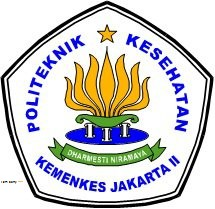 POLITEKNIK KESEHATAN
DHARMESTI NIRAMAYA
KEMENKES JAKARTA II